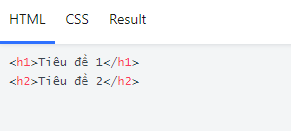 HTML CSS Result
<h1>Tiêu đề 1</h1>
<h2>Tiêu đề 2</h2>